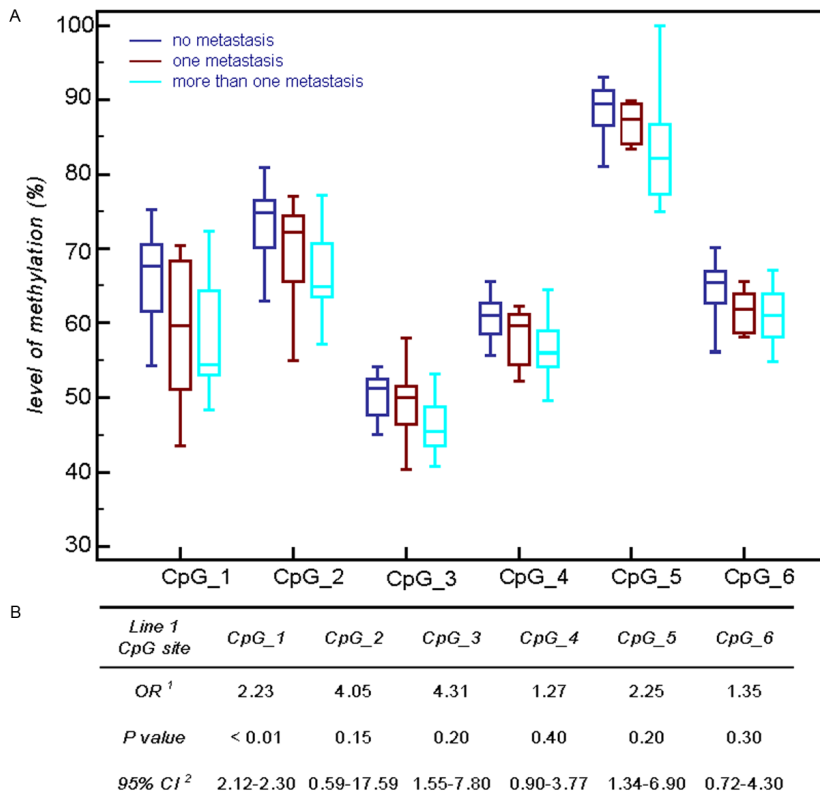 A
no metastasis
one metastasis
more than one metastasis
level of methylation (%)
100
90
80
70
60
50
40
30
CpG_1 CpG_2 CpG_3 CpG_4 CpG_5 CpG_6
B
Line 1 CpG site CpG_1 CpG_2 CpG_3 CpG_4 CpG_5 CpG_6
OR 1 2.23 4.05 4.31 1.27 2.25 1.35
P value < 0.01 0.15 0.20 0.40 0.20 0.30
95% CI 2 2.12-2.30 0.59-17.59 1.55-7.80 0.90-3.77 1.34-6.90 0.72-4.30